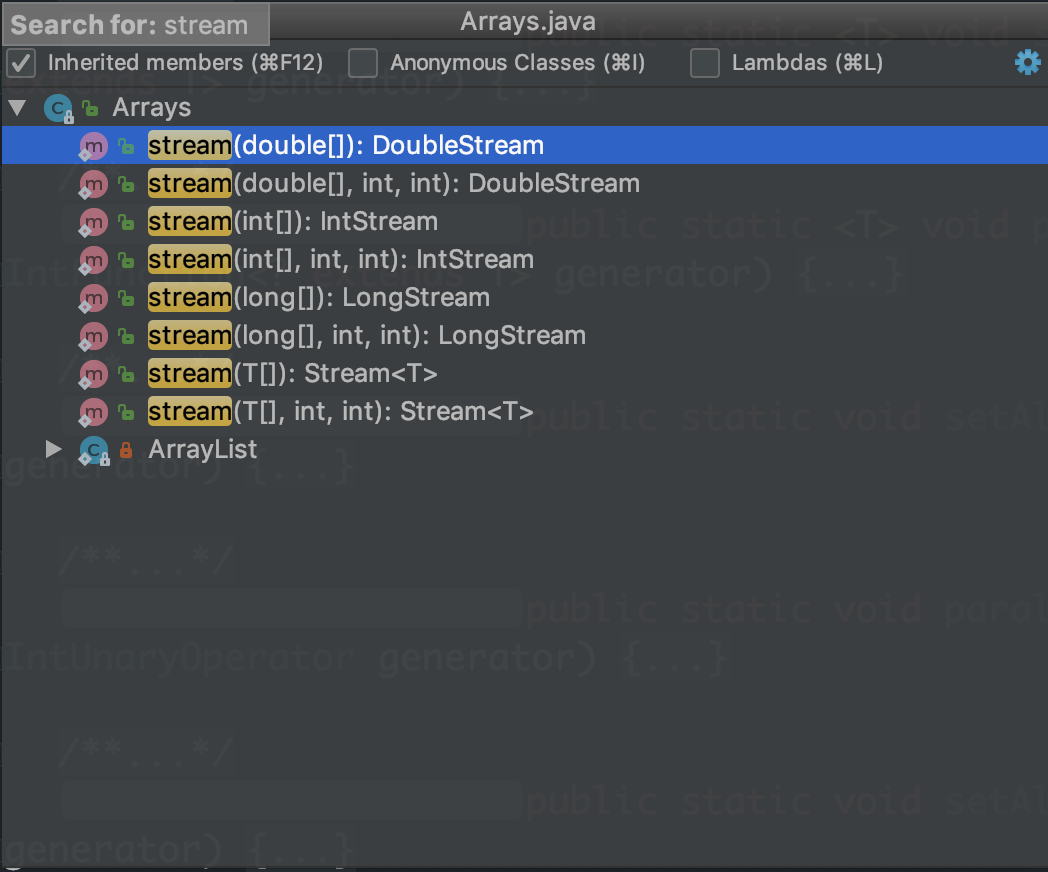 Search for: stream
Arrays.java
Inherited members (⌘F12) Anonymous Classes (⌘I) Lambdas (⌘L)
Arrays
stream(double[]): DoubleStream
stream(double[], int, int): DoubleStream
stream(int[]): IntStream
stream(int[], int, int): IntStream
stream(long[]): LongStream
stream(long[], int, int): LongStream
stream(T[]): Stream<T>
stream(T[], int, int): Stream<T>
ArrayList
generator) {...}
/**...*/
public static void
IntUnaryOperator generator) {...}
/**...*/
public static void
generator) {...}